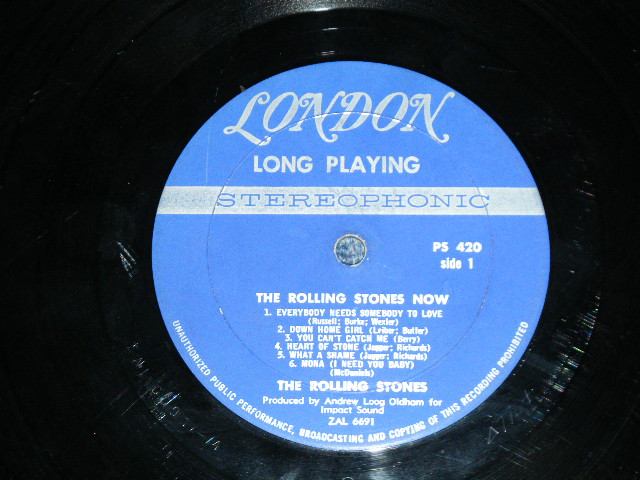 LONDON
LONG PLAYING
STEREOPHONIC
PS 420
side 1
THE ROLLING STONES NOW
1. EVERYBODY NEEDS SOMEBODY TO LOVE
(Russell; Burke; Wexler)
2. DOWN HOME GIRL (Leiber; Butler)
3. YOU CAN'T CATCH ME (Berry)
4. HEART OF STONE (Jagger; Richards)
5. WHAT A SHAME (Jagger; Richards)
6. MONA (I NEED YOU BABY)
(McDaniels)
THE ROLLING STONES
Produced by Andrew Loog Oldham for
Impact Sound
ZAL 6691
UNAUTHORIZED PUBLIC PERFORMANCE, BROADCASTING AND COPYING OF THIS RECORDING PROHIBITED